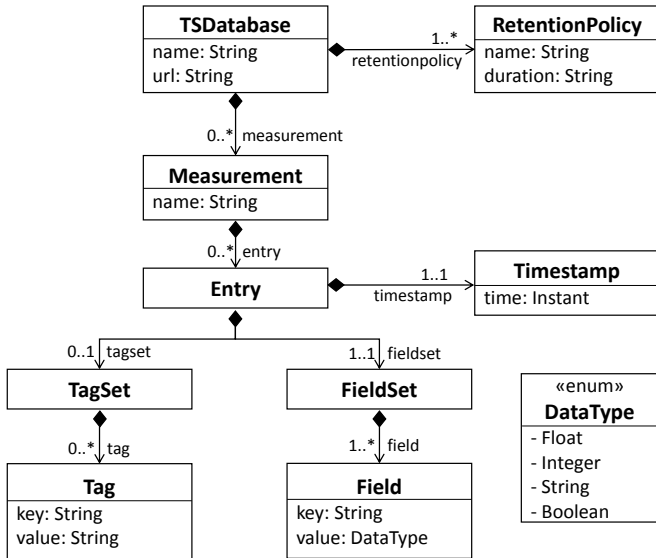 TSDatabase
name: String
url: String
1..*
retentionpolicy
RetentionPolicy
name: String
duration: String
0..* measurement
Measurement
name: String
0..* entry
Entry
1..1
timestamp
Timestamp
time: Instant
0..1 tagset
1..1 fieldset
TagSet
FieldSet
0..* tag
1..* field
Tag
key: String
value: String
Field
key: String
value: DataType
«enum»
DataType
- Float
- Integer
- String
- Boolean